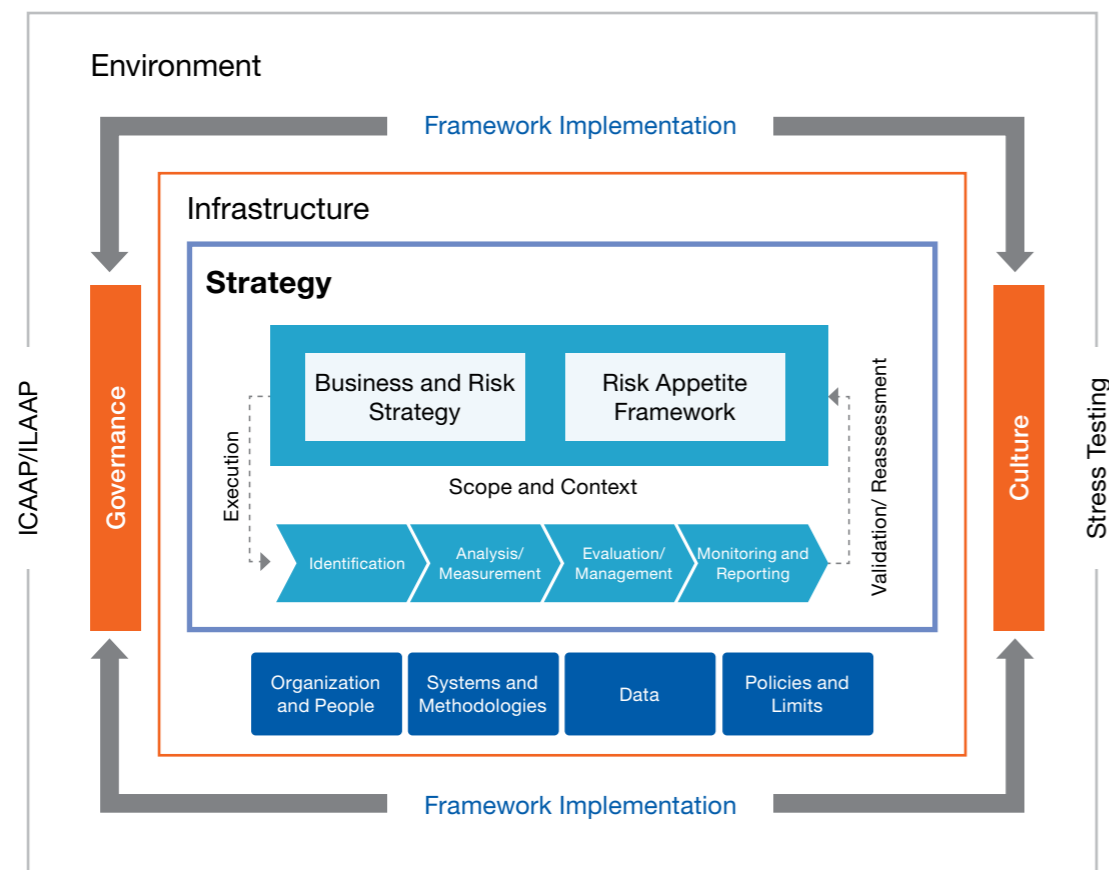 Environment
Framework Implementation
Infrastructure
Strategy
Business and Risk
Strategy
Risk Appetite
Framework
Scope and Context
Execution
Validation/ Reassessment
Identification
Analysis/
Measurement
Evaluation/
Management
Monitoring and
Reporting
ICAAP/ILAAP
Governance
Culture
Stress Testing
Organization
and People
Systems and
Methodologies
Data
Policies and
Limits
Framework Implementation